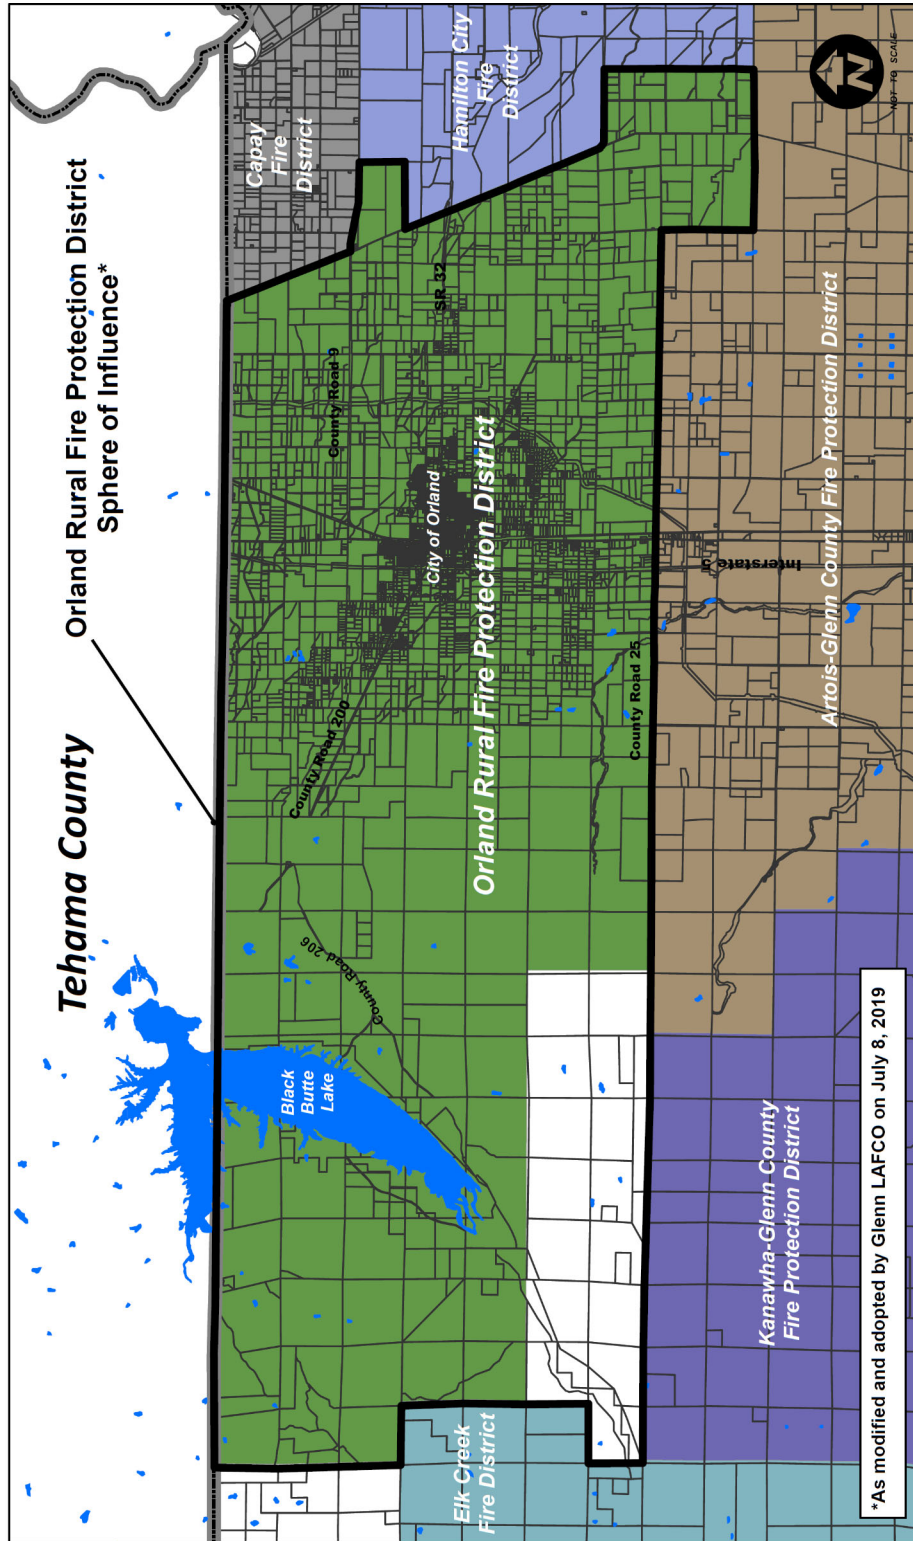 Tehama County
Orland Rural Fire Protection District
Sphere of Influence*
Capay
Fire
District
Hamilton City
Fire
District
SR 32
County Road 9
City of Orland
Orland Rural Fire Protection District
County Road 200
County Road 206
Black
Butte
Lake
County Road 25
Interstate 5
Artois-Glenn County Fire Protection District
Kanawha-Glenn County
Fire Protection District
Elk Creek
Fire District
N
NOT TO SCALE
*As modified and adopted by Glenn LAFCO on July 8, 2019